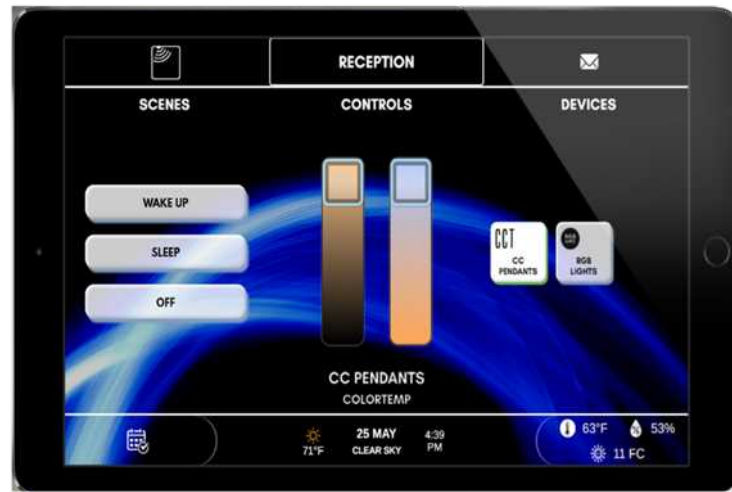 RECEPTION
SCENES
CONTROLS
DEVICES
WAKE UP
SLEEP
OFF
CCT
CC
PENDANTS
RGB
LIGHTS
CC PENDANTS
COLORTEMP
71°F
25 MAY
CLEAR SKY
4:39
PM
63°F
53%
11 FC